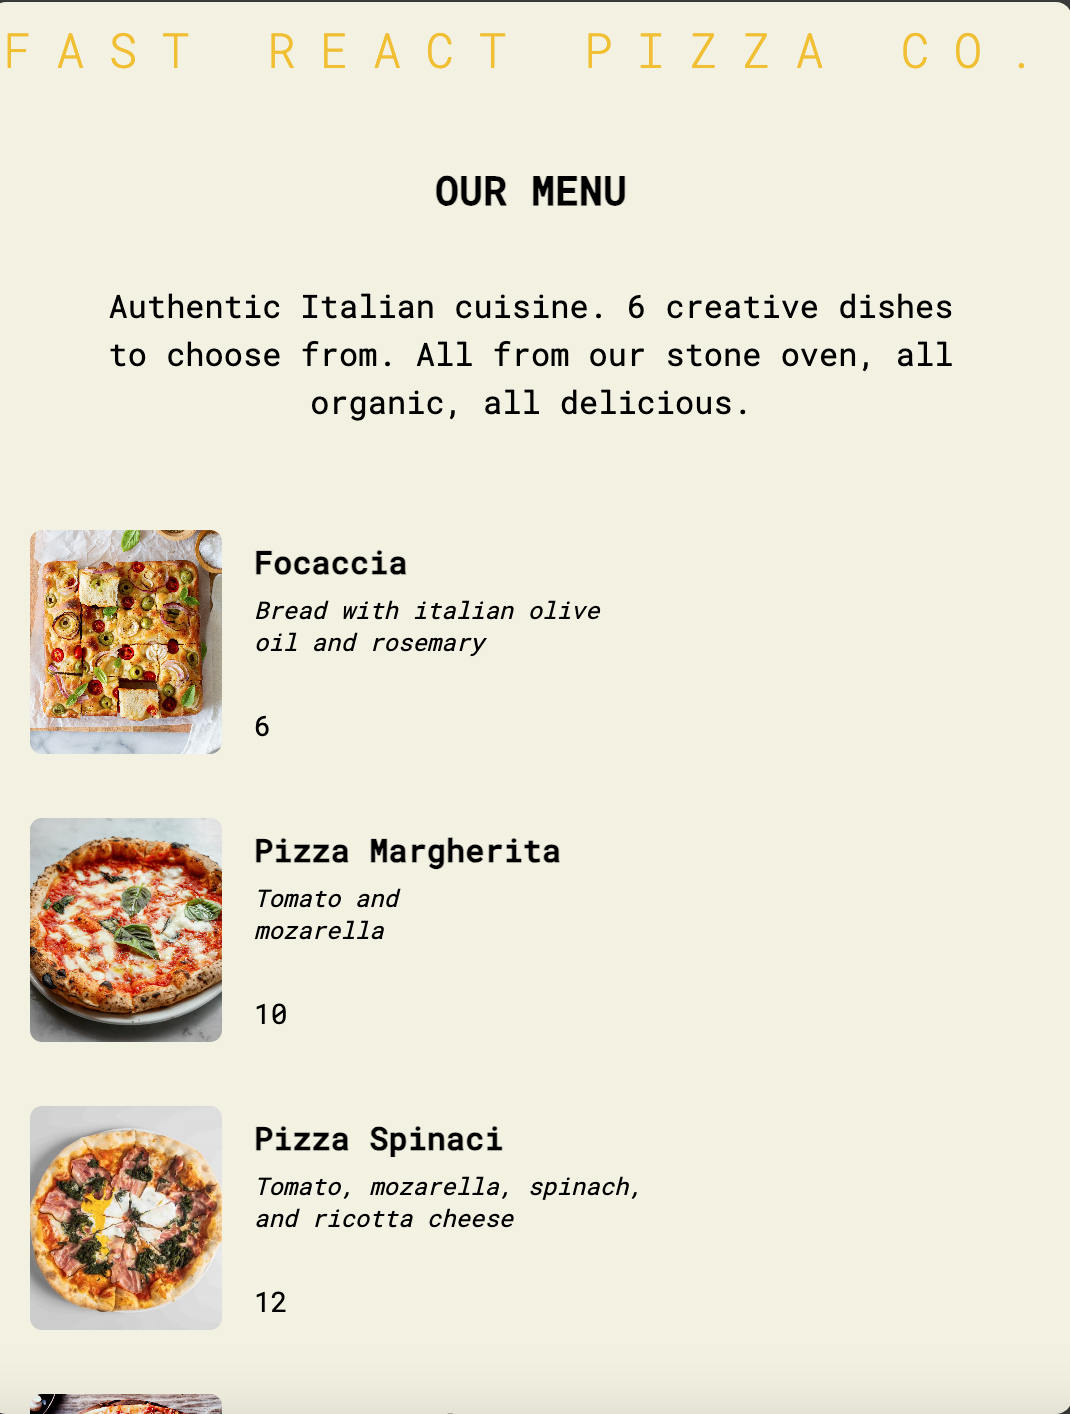 FAST REACT PIZZA CO.
OUR MENU
Authentic Italian cuisine. 6 creative dishes
to choose from. All from our stone oven, all
organic, all delicious.
Focaccia
Bread with italian olive
oil and rosemary
6
Pizza Margherita
Tomato and
mozarella
10
Pizza Spinaci
Tomato, mozarella, spinach,
and ricotta cheese
12